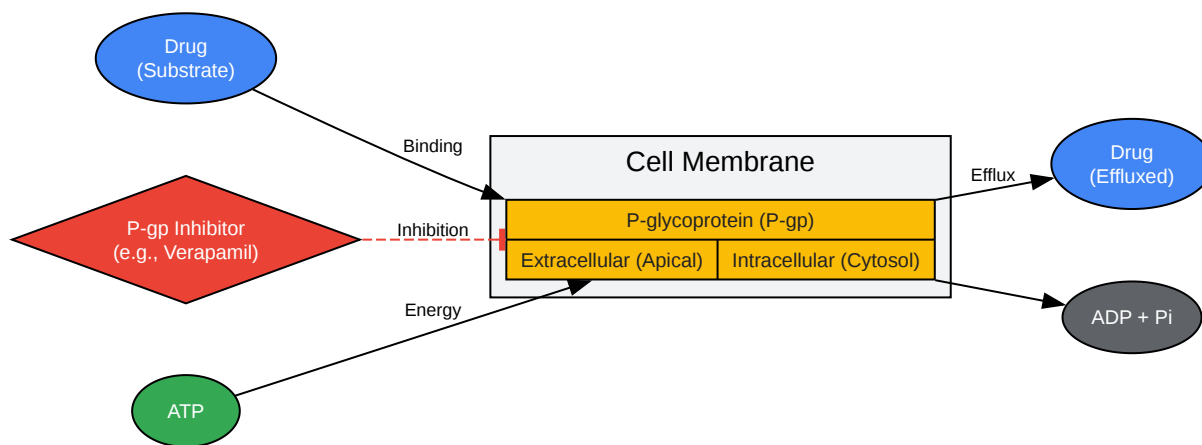 Drug
(Substrate)
Binding
Cell Membrane
Efflux
Drug
(Effluxed)
P-gp Inhibitor
(e.g., Verapamil)
Inhibition
P-glycoprotein (P-gp)
Extracellular (Apical)
Intracellular (Cytosol)
Energy
ADP + Pi
ATP